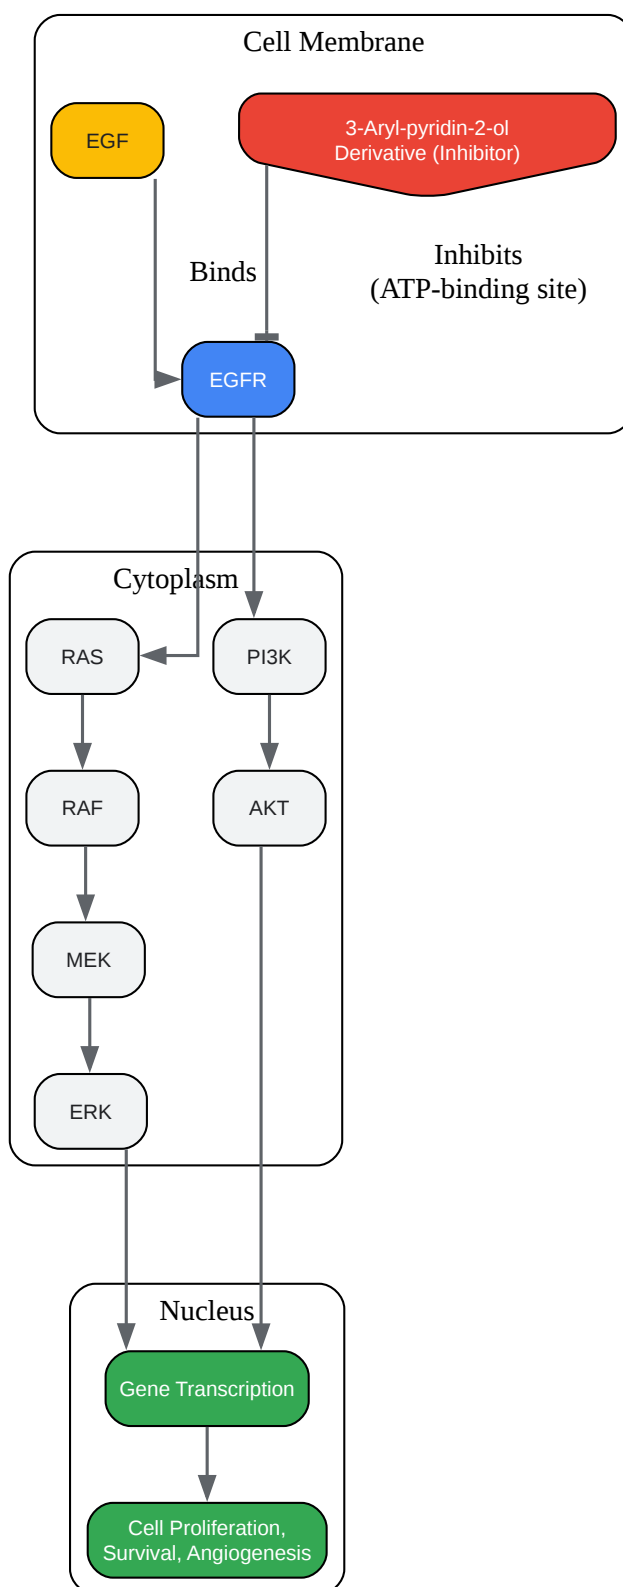 Cell Membrane
EGF
3-Aryl-pyridin-2-ol
Derivative (Inhibitor)
Binds
Inhibits
(ATP-binding site)
EGFR
Cytoplasm
RAS
PI3K
RAF
AKT
MEK
ERK
Nucleus
Gene Transcription
Cell Proliferation,
Survival, Angiogenesis